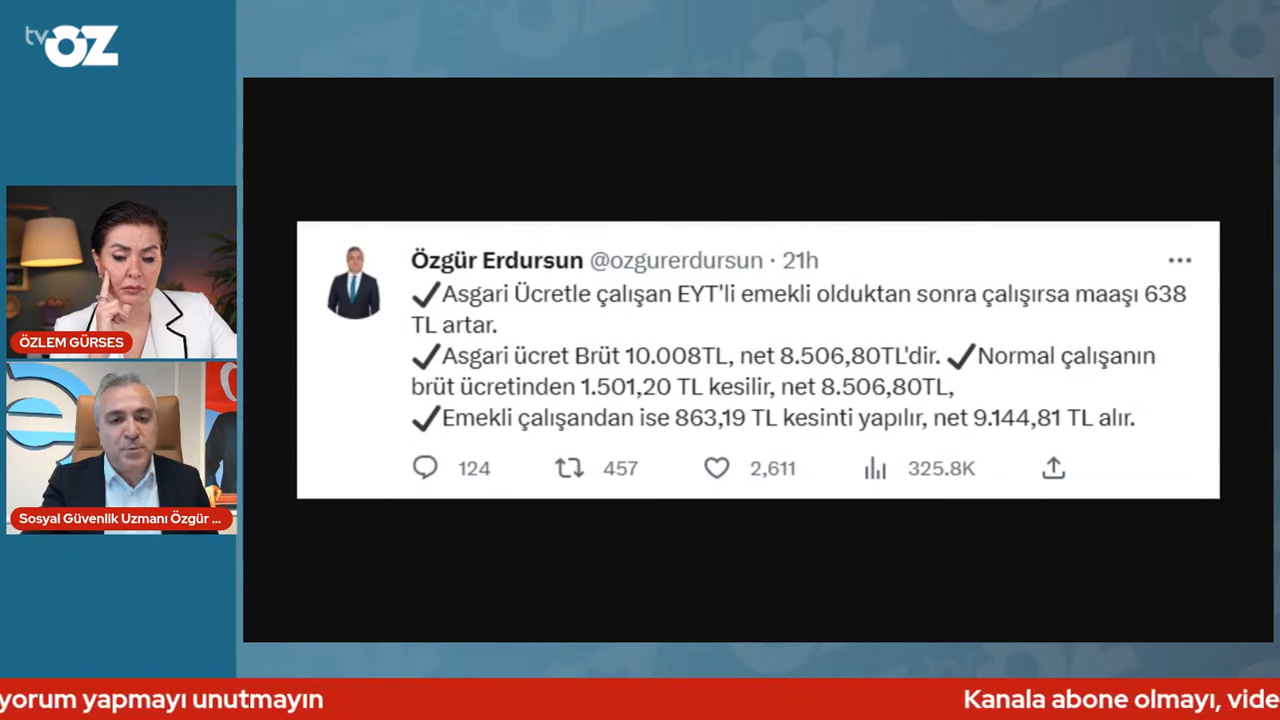 tvÖZ
ÖZLEM GÜRSES
Sosyal Güvenlik Uzmanı Özgür ...
Özgür Erdursun @ozgurerdursun · 21h
✔Asgari Ücretle çalışan EYT'li emekli olduktan sonra çalışırsa maaşı 638
TL artar.
✔Asgari ücret Brüt 10.008TL, net 8.506,80TL'dir. ✔Normal çalışanın
brüt ücretinden 1.501,20 TL kesilir, net 8.506,80TL,
✔Emekli çalışandan ise 863,19 TL kesinti yapılır, net 9.144,81 TL alır.
124 457 2,611 325.8K
yorum yapmayı unutmayın Kanala abone olmayı, vide